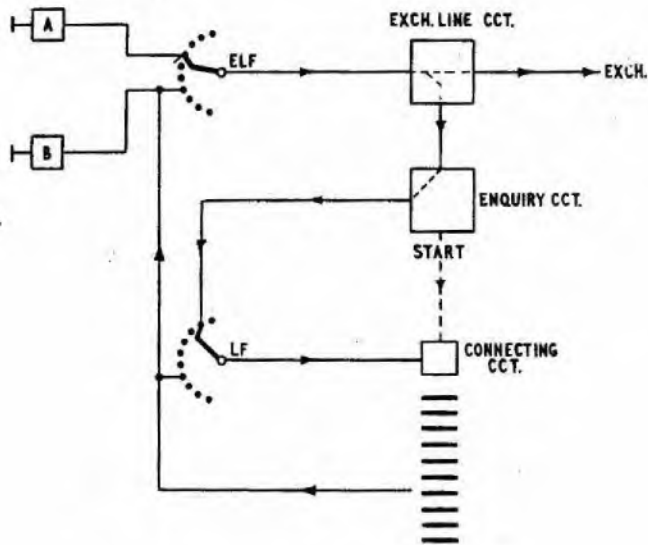 A
EXCH. LINE CCT.
ELF
EXCH.
B
ENQUIRY CCT.
START
LF
CONNECTING
CCT.